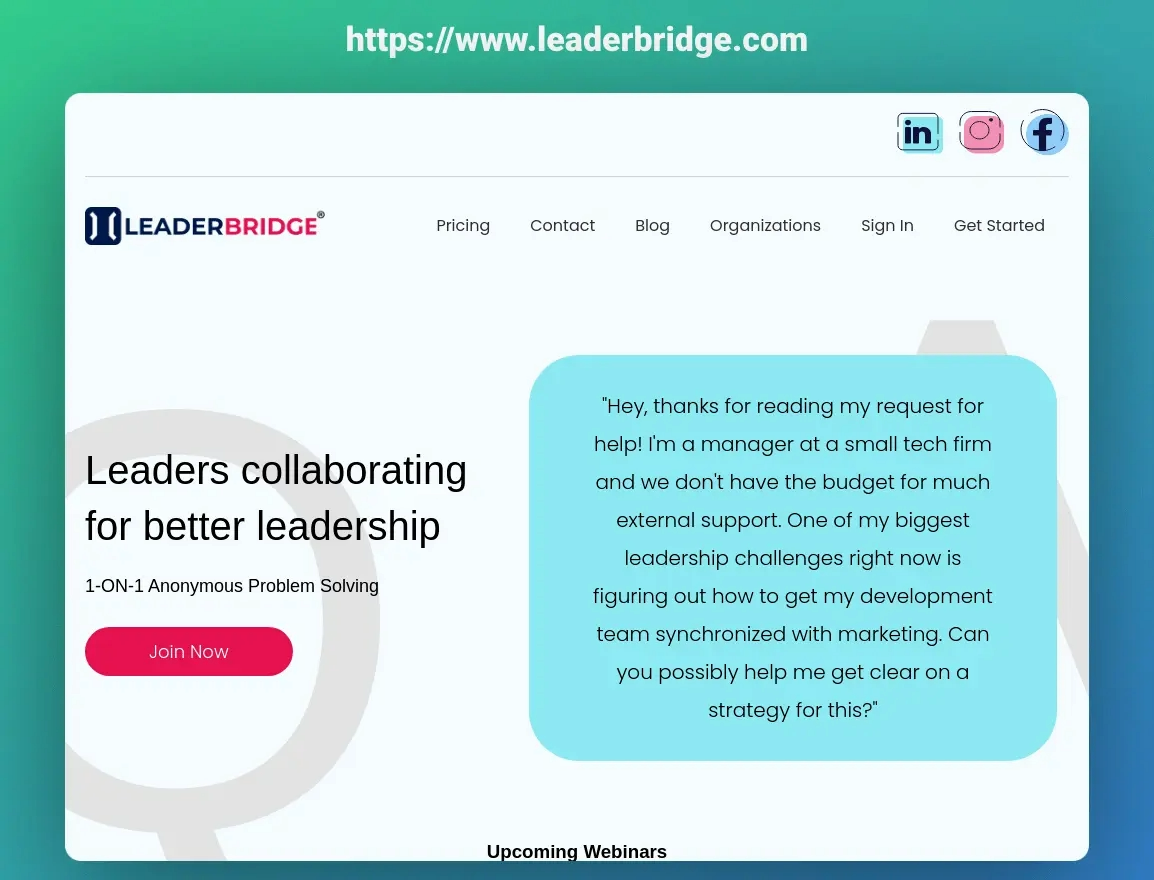 https://www.leaderbridge.com
in
f
LEADERBRIDGE®
Pricing Contact Blog Organizations Sign In Get Started
Q
A
"Hey, thanks for reading my request for
help! I'm a manager at a small tech firm
and we don't have the budget for much
external support. One of my biggest
leadership challenges right now is
figuring out how to get my development
team synchronized with marketing. Can
you possibly help me get clear on a
strategy for this?"
Leaders collaborating
for better leadership
1-ON-1 Anonymous Problem Solving
Join Now
Upcoming Webinars